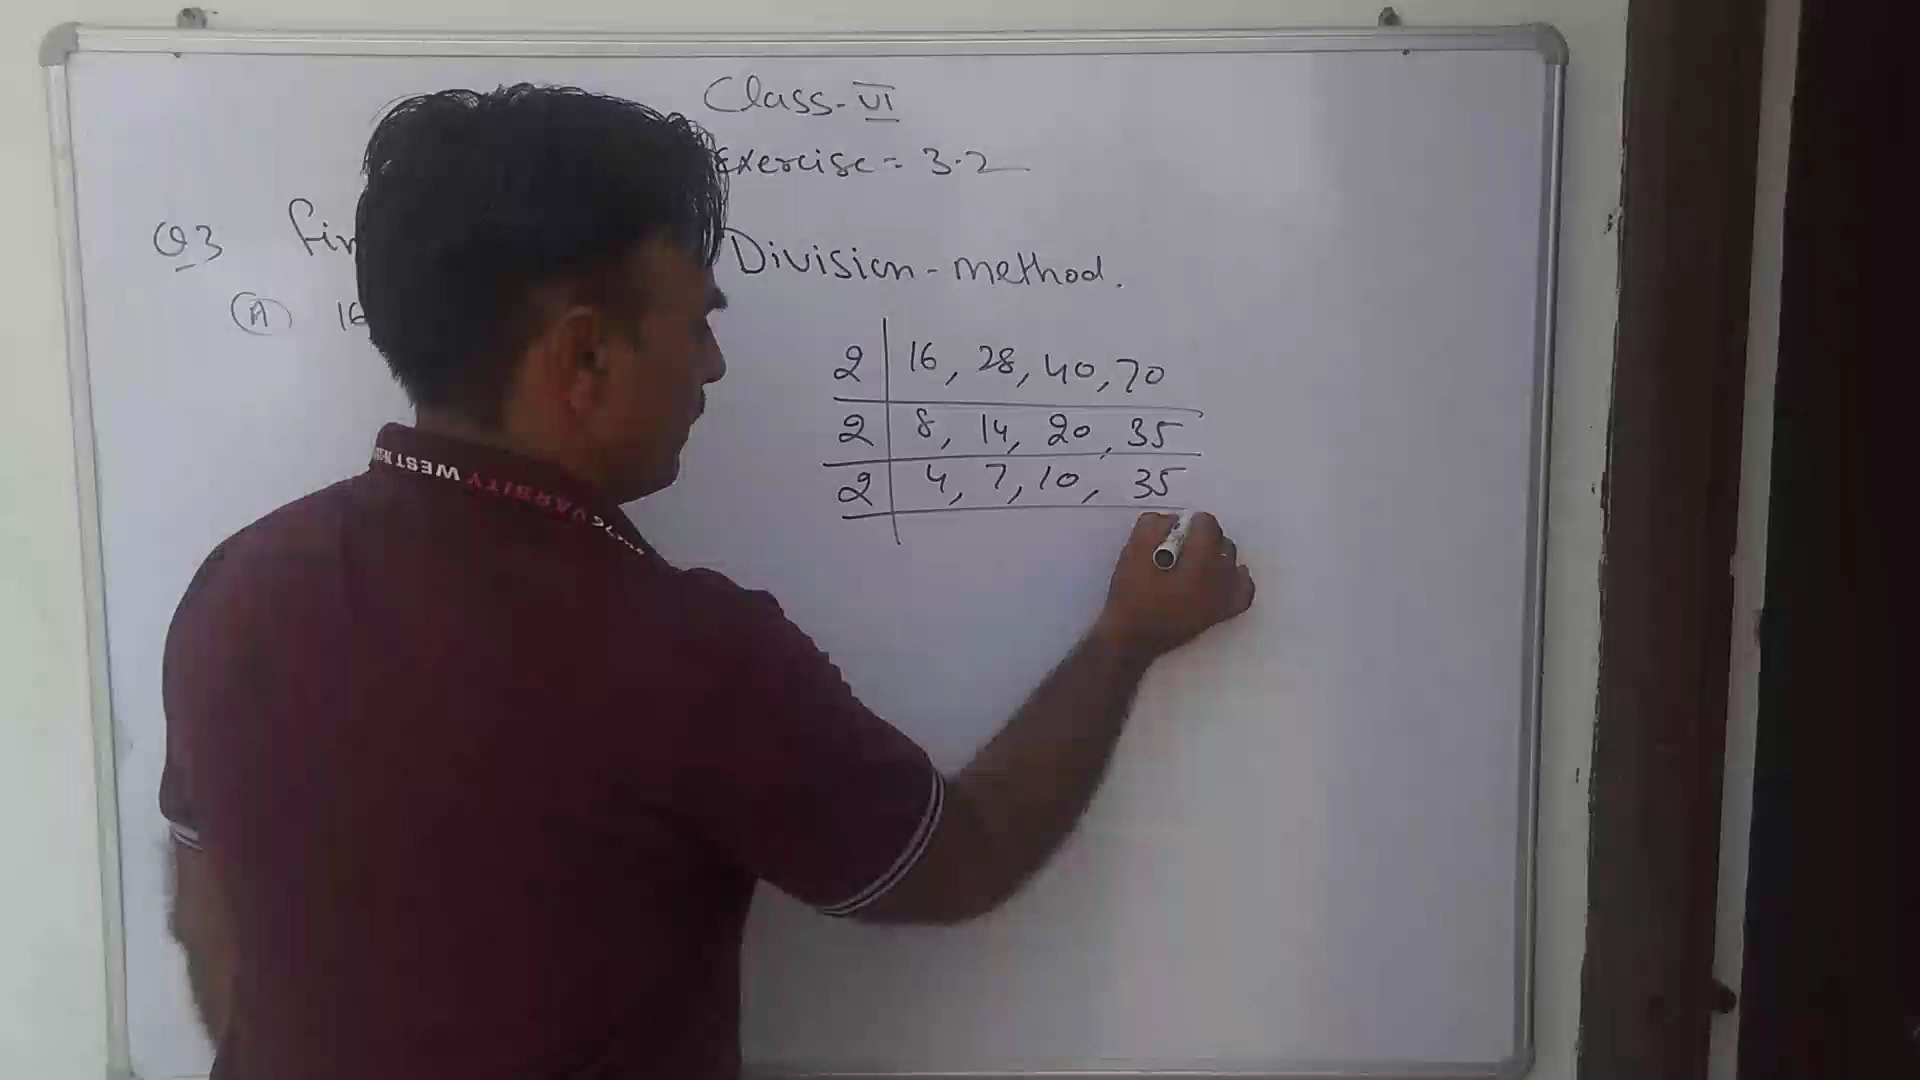 Class-VI
Exercise = 3.2
Q3 Division-method.
(A) 16
2 | 16, 28, 40, 70
2 | 8, 14, 20, 35
2 | 4, 7, 10, 35
WEST VARSITY